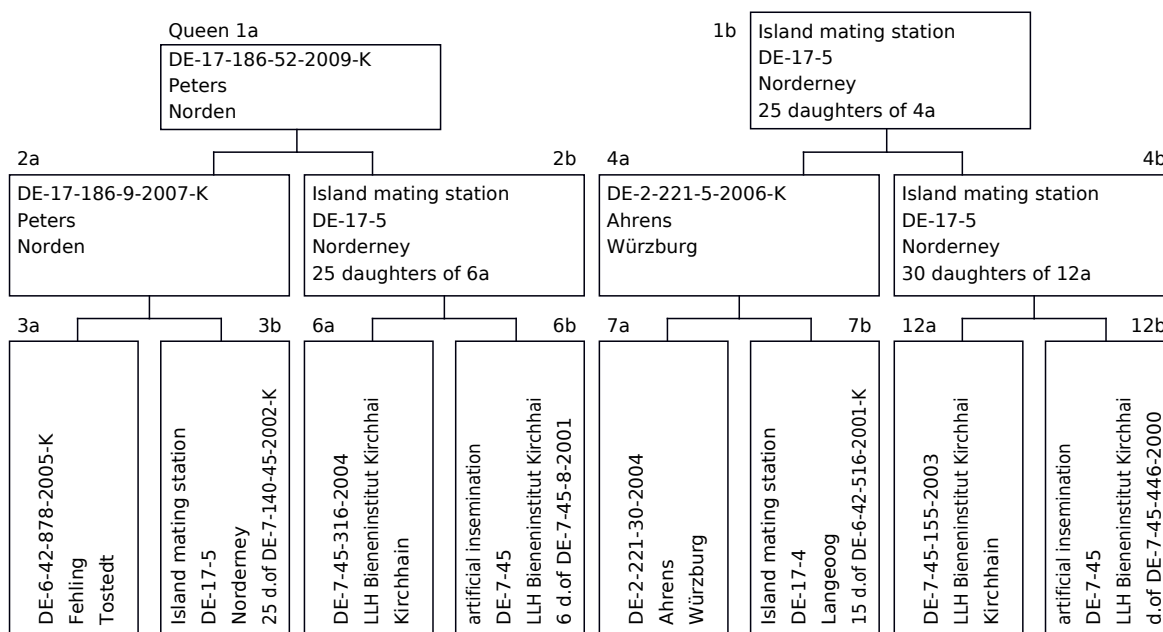 Queen 1a
DE-17-186-52-2009-K
Peters
Norden
1b
Island mating station
DE-17-5
Norderney
25 daughters of 4a
2a
DE-17-186-9-2007-K
Peters
Norden
2b
Island mating station
DE-17-5
Norderney
25 daughters of 6a
4a
DE-2-221-5-2006-K
Ahrens
Würzburg
4b
Island mating station
DE-17-5
Norderney
30 daughters of 12a
3a
DE-6-42-878-2005-K
Fehling
Tostedt
3b
Island mating station
DE-17-5
Norderney
25 d.of DE-7-140-45-2002-K
6a
DE-7-45-316-2004
LLH Bieneninstitut Kirchhai
Kirchhain
6b
artificial insemination
DE-7-45
LLH Bieneninstitut Kirchhai
6 d.of DE-7-45-8-2001
7a
DE-2-221-30-2004
Ahrens
Würzburg
7b
Island mating station
DE-17-4
Langeoog
15 d.of DE-6-42-516-2001-K
12a
DE-7-45-155-2003
LLH Bieneninstitut Kirchhai
Kirchhain
12b
artificial insemination
DE-7-45
LLH Bieneninstitut Kirchhai
d.of DE-7-45-446-2000